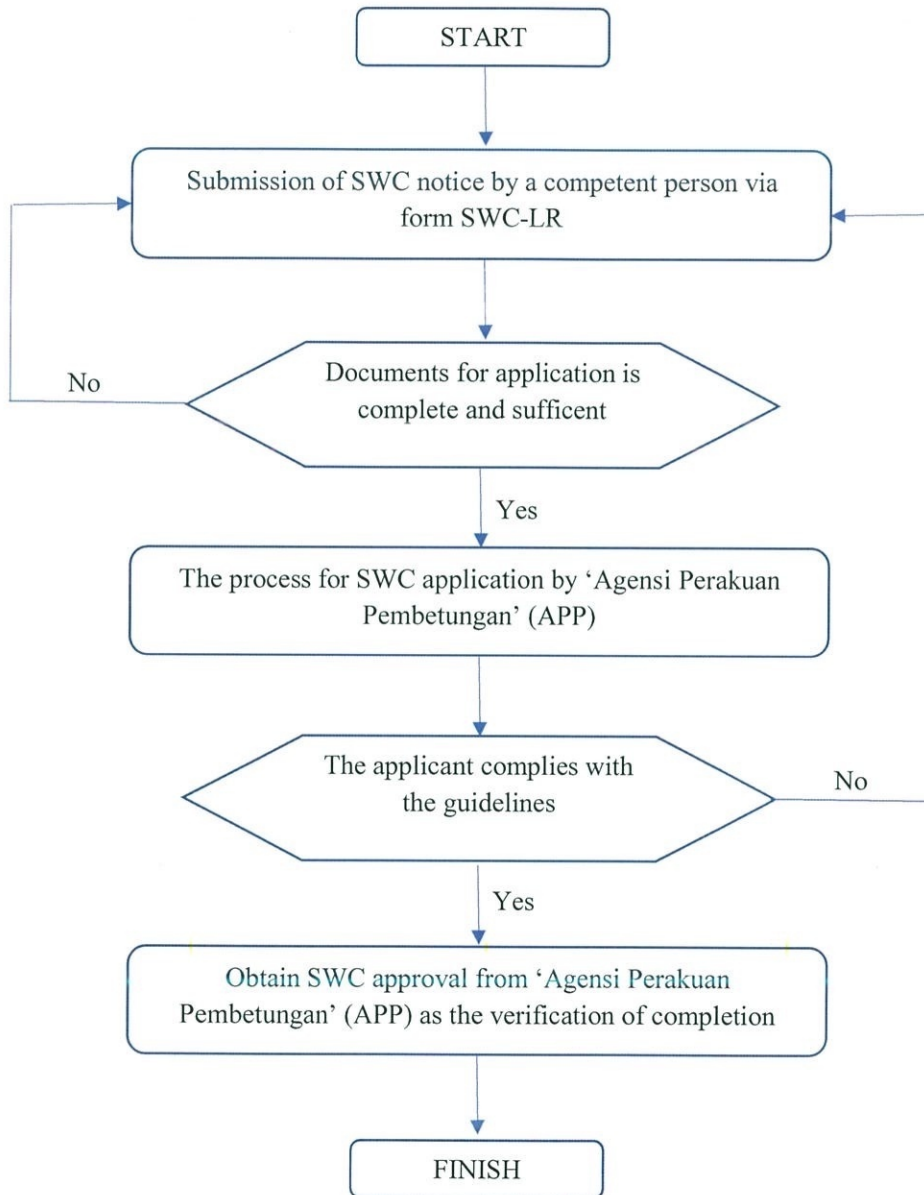 START
Submission of SWC notice by a competent person via
form SWC-LR
Documents for application is
complete and sufficent
No
Yes
The process for SWC application by ‘Agensi Perakuan
Pembetungan’ (APP)
The applicant complies with
the guidelines
No
Yes
Obtain SWC approval from ‘Agensi Perakuan
Pembetungan’ (APP) as the verification of completion
FINISH